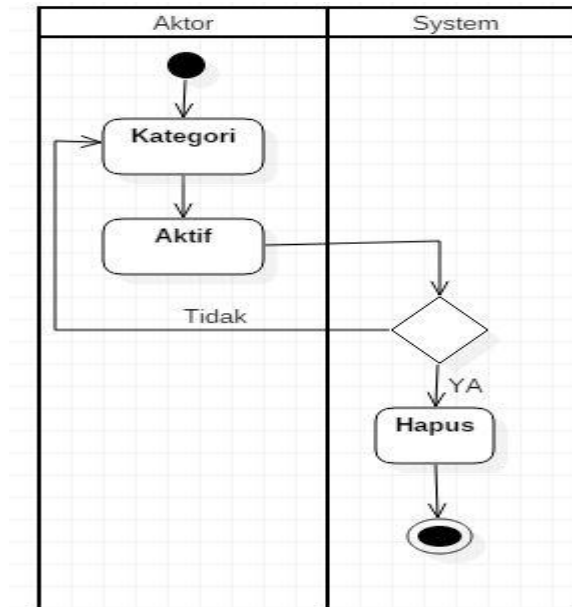 Aktor
System
Kategori
Aktif
Tidak
YA
Hapus